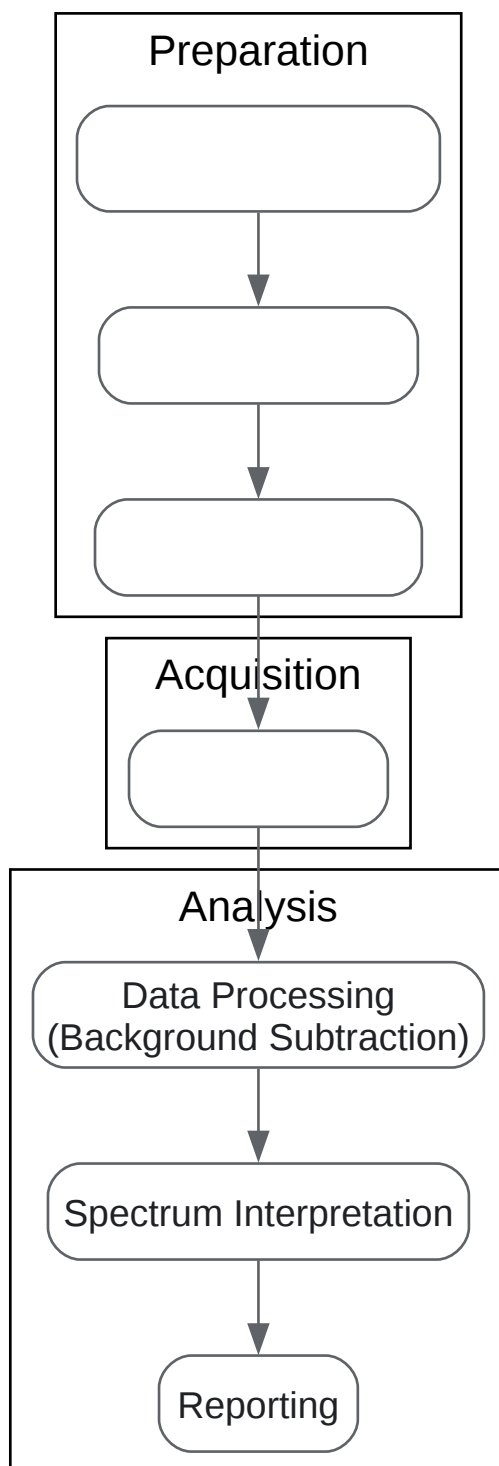 Preparation
Acquisition
Analysis
Data Processing
(Background Subtraction)
Spectrum Interpretation
Reporting